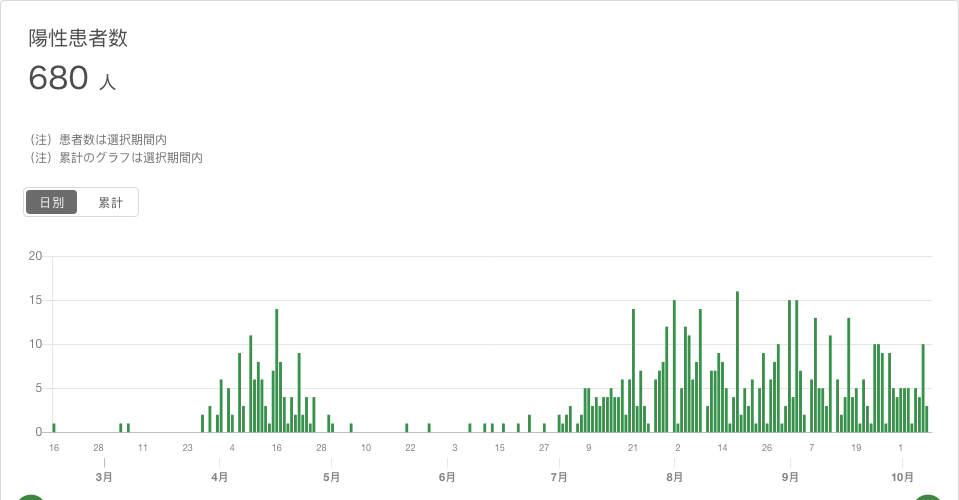 陽性患者数
680 人
（注）患者数は選択期間内
（注）累計のグラフは選択期間内
日別 累計
20
15
10
5
0
16 28 11 23 4 16 28 10 22 3 15 27 9 21 2 14 26 7 19 1
3月 4月 5月 6月 7月 8月 9月 10月